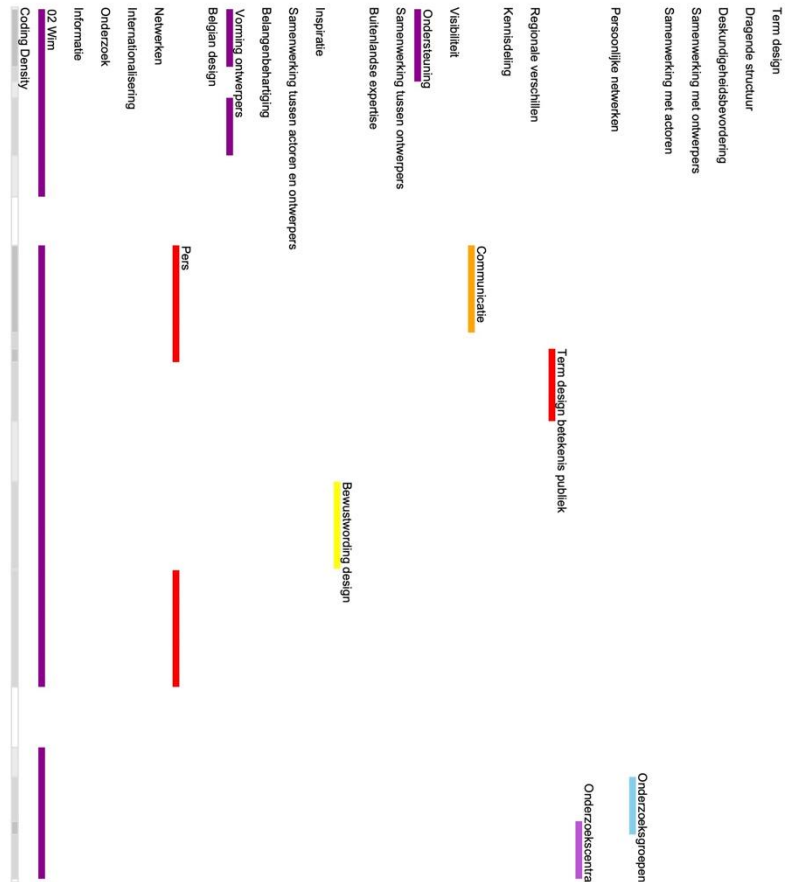 Coding Density
02 Wim
Informatie
Onderzoek
Internationalisering
Netwerken
Pers
Belgian design
Vorming ontwerpers
Belangenbehartiging
Samenwerking tussen actoren en ontwerpers
Inspiratie
Bewustwording design
Buitenlandse expertise
Samenwerking tussen ontwerpers
Ondersteuning
Visibiliteit
Communicatie
Kennisdeling
Regionale verschillen
Term design betekenis publiek
Onderzoekscentra
Persoonlijke netwerken
Onderzoeksgroepen
Samenwerking met actoren
Samenwerking met ontwerpers
Deskundigeheidsbevordering
Dragende structuur
Term design